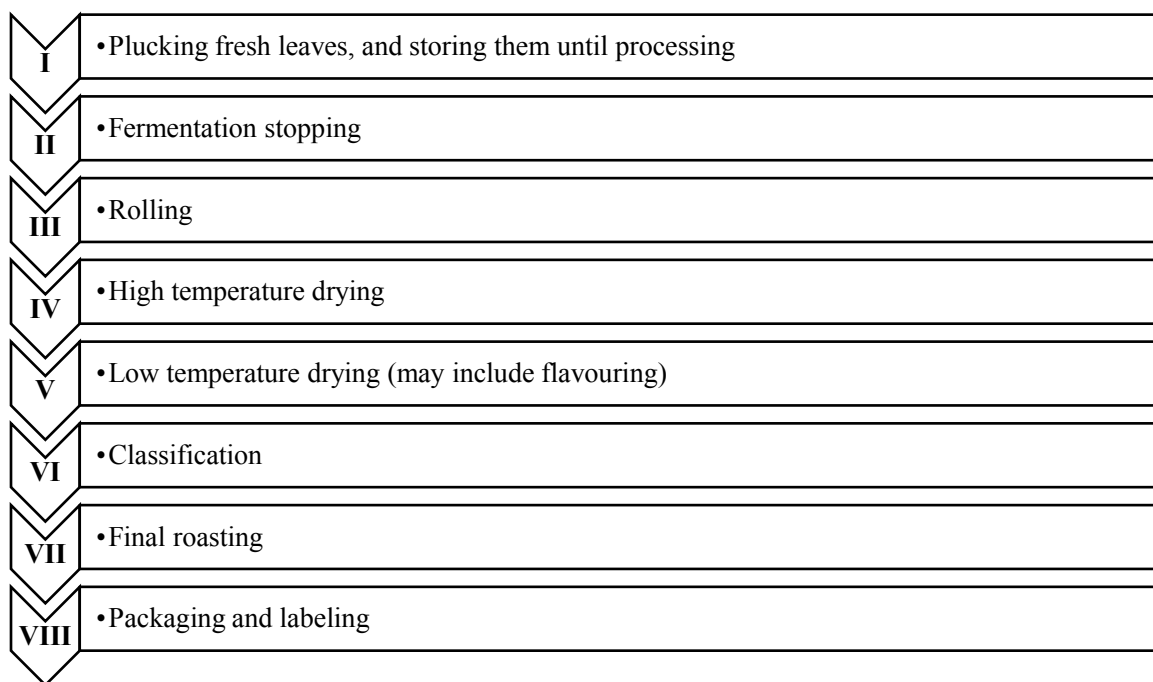 I
•Plucking fresh leaves, and storing them until processing
II
•Fermentation stopping
III
•Rolling
IV
•High temperature drying
V
•Low temperature drying (may include flavouring)
VI
•Classification
VII
•Final roasting
VIII
•Packaging and labeling